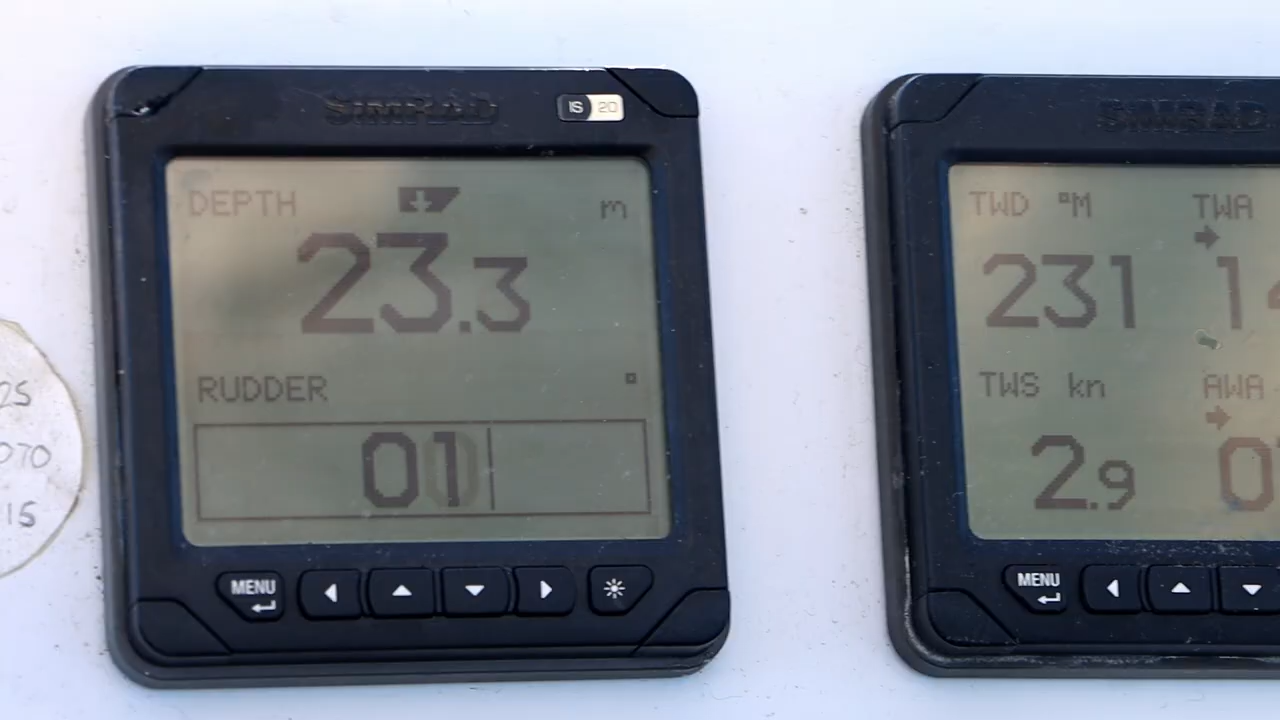 SIMRAD IS 20
DEPTH m
23.3
RUDDER °
01
MENU
SIMRAD
TWD °M TWA
231
TWS kn AWA
2.9
MENU
070
15